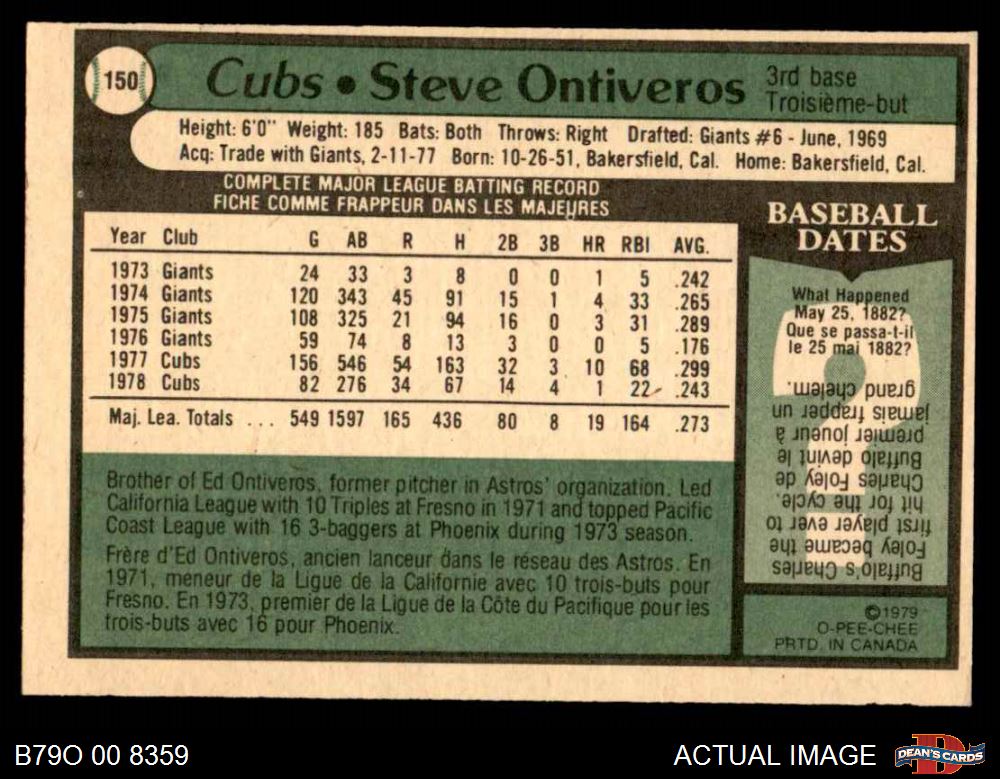 150
Cubs • Steve Ontiveros
3rd base
Troisième-but
Height: 6'0" Weight: 185 Bats: Both Throws: Right Drafted: Giants #6 - June, 1969
Acq: Trade with Giants, 2-11-77 Born: 10-26-51, Bakersfield, Cal. Home: Bakersfield, Cal.
COMPLETE MAJOR LEAGUE BATTING RECORD
FICHE COMME FRAPPEUR DANS LES MAJEURES
Year Club G AB R H 2B 3B HR RBI AVG.
1973 Giants 24 33 3 8 0 0 1 5 .242
1974 Giants 120 343 45 91 15 1 4 33 .265
1975 Giants 108 325 21 94 16 0 3 31 .289
1976 Giants 59 74 8 13 3 0 0 5 .176
1977 Cubs 156 546 54 163 32 3 10 68 .299
1978 Cubs 82 276 34 67 14 4 1 22 .243
Maj. Lea. Totals ... 549 1597 165 436 80 8 19 164 .273
Brother of Ed Ontiveros, former pitcher in Astros' organization. Led
California League with 10 Triples at Fresno in 1971 and topped Pacific
Coast League with 16 3-baggers at Phoenix during 1973 season.
Frère d'Ed Ontiveros, ancien lanceur dans le réseau des Astros. En
1971, meneur de la Ligue de la Californie avec 10 trois-buts pour
Fresno. En 1973, premier de la Ligue de la Côte du Pacifique pour les
trois-buts avec 16 pour Phoenix.
BASEBALL
DATES
What Happened
May 25, 1882?
Que se passa-t-il
le 25 mai 1882?
Buffalo's Charles
Foley became the
first player ever to
hit for the cycle.
Charles Foley de
Buffalo devint le
premier joueur à
jamais frapper un
grand chelem.
©1979
O-PEE-CHEE
PRTD. IN CANADA
B79O 00 8359
ACTUAL IMAGE
D
DEAN'S CARDS